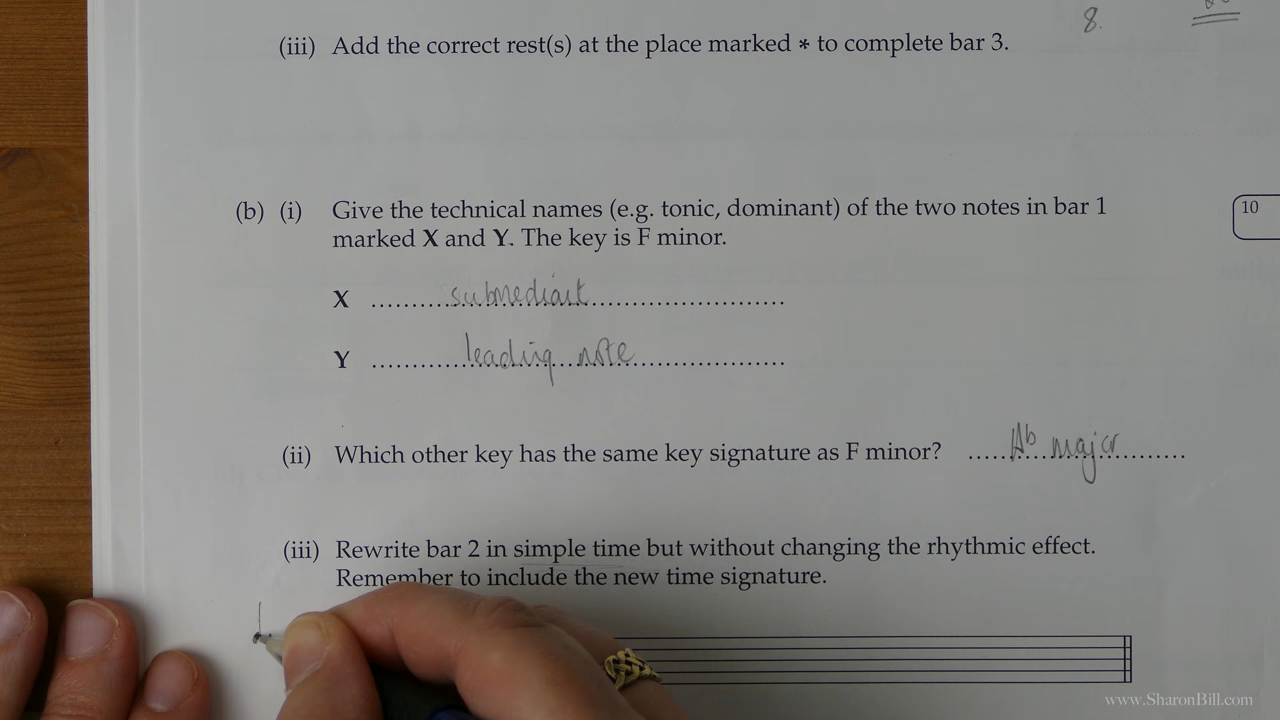 8.
(iii) Add the correct rest(s) at the place marked * to complete bar 3.
(b) (i) Give the technical names (e.g. tonic, dominant) of the two notes in bar 1
marked X and Y. The key is F minor.
10
X ...........submediant...........................
Y ............leading note......................
(ii) Which other key has the same key signature as F minor? ......Ab major..........
(iii) Rewrite bar 2 in simple time but without changing the rhythmic effect.
Remember to include the new time signature.
www.SharonBill.com